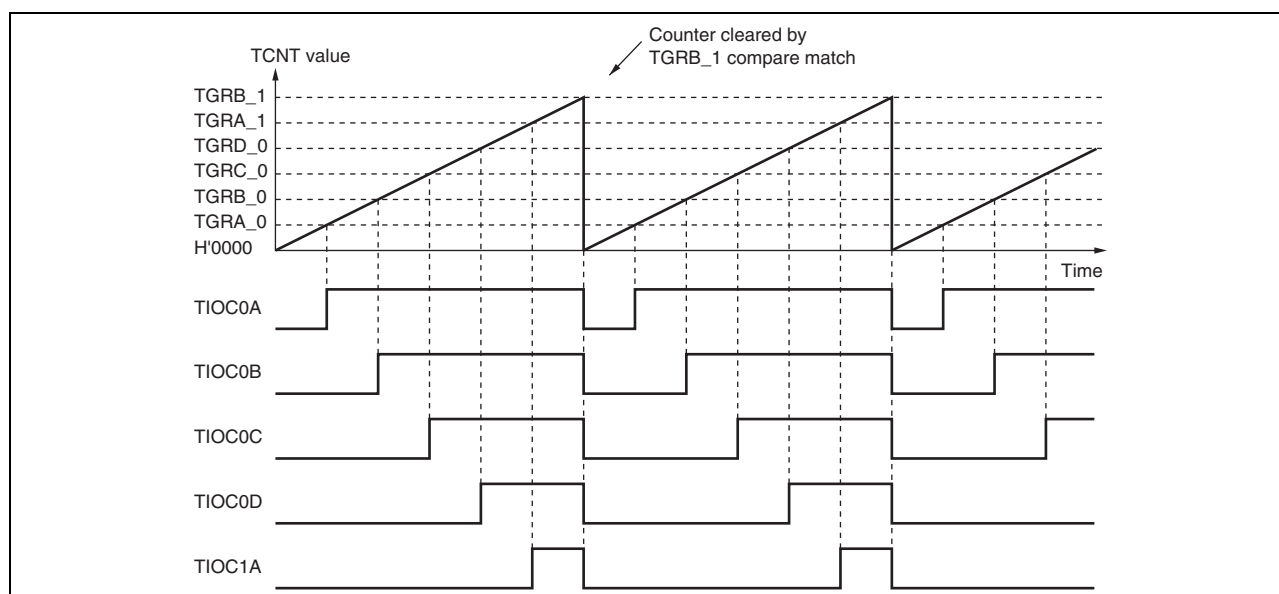 Counter cleared by
TGRB_1 compare match
TCNT value
TGRB_1
TGRA_1
TGRD_0
TGRC_0
TGRB_0
TGRA_0
H'0000
Time
TIOC0A
TIOC0B
TIOC0C
TIOC0D
TIOC1A